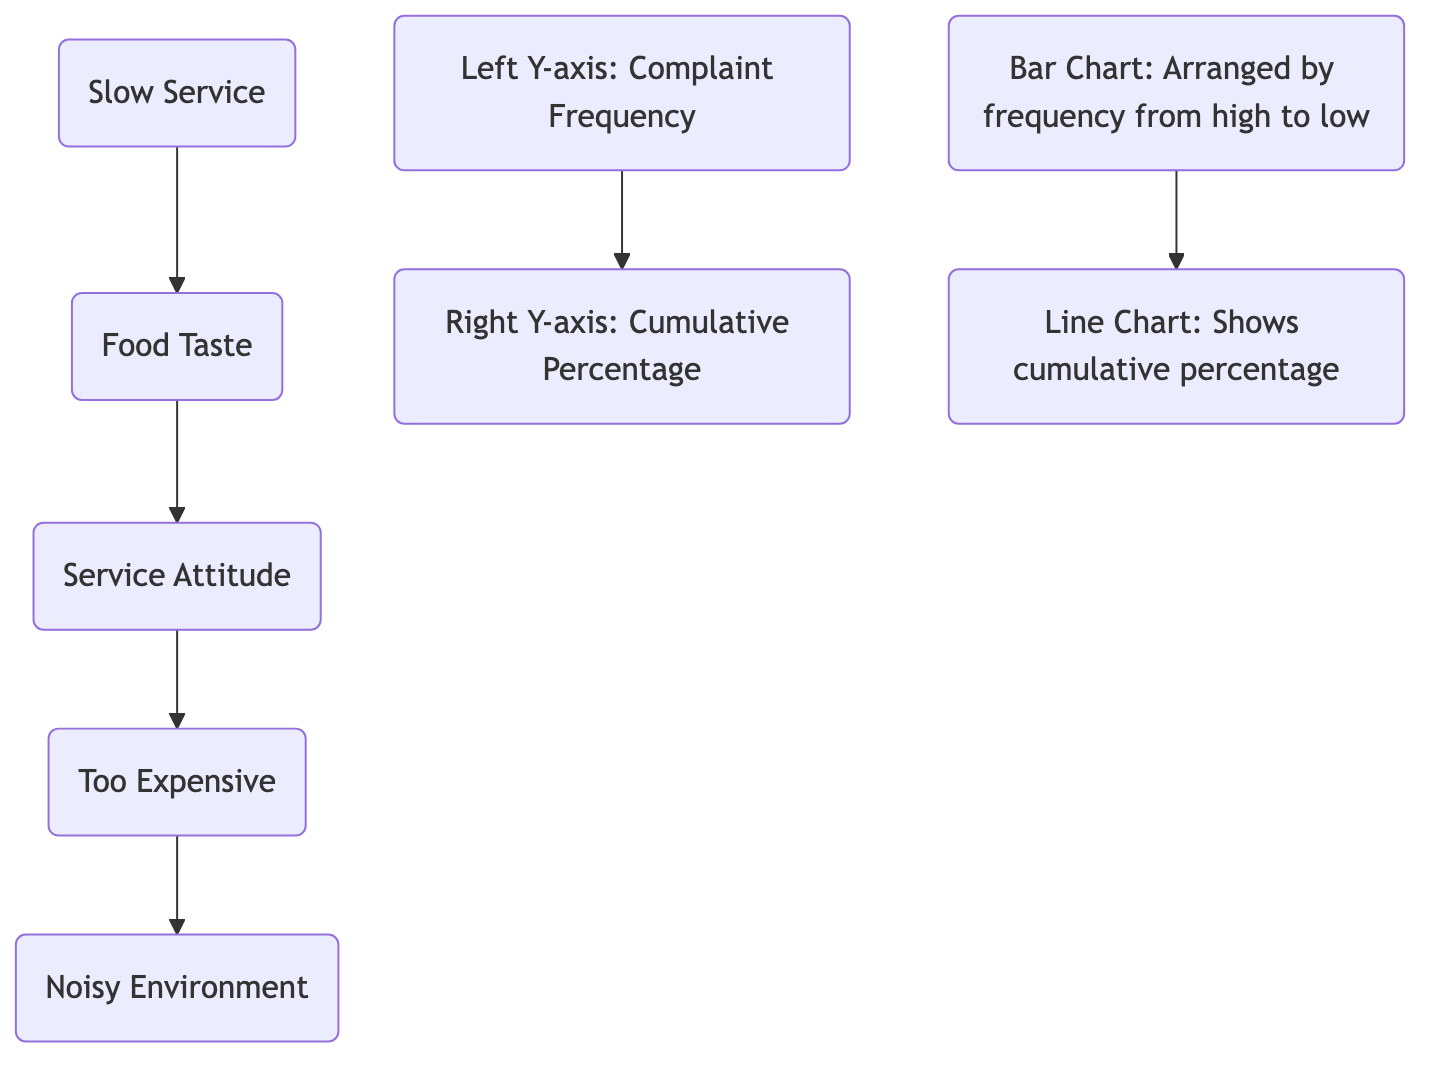 Slow Service
Food Taste
Service Attitude
Too Expensive
Noisy Environment
Left Y-axis: Complaint
Frequency
Right Y-axis: Cumulative
Percentage
Bar Chart: Arranged by
frequency from high to low
Line Chart: Shows
cumulative percentage